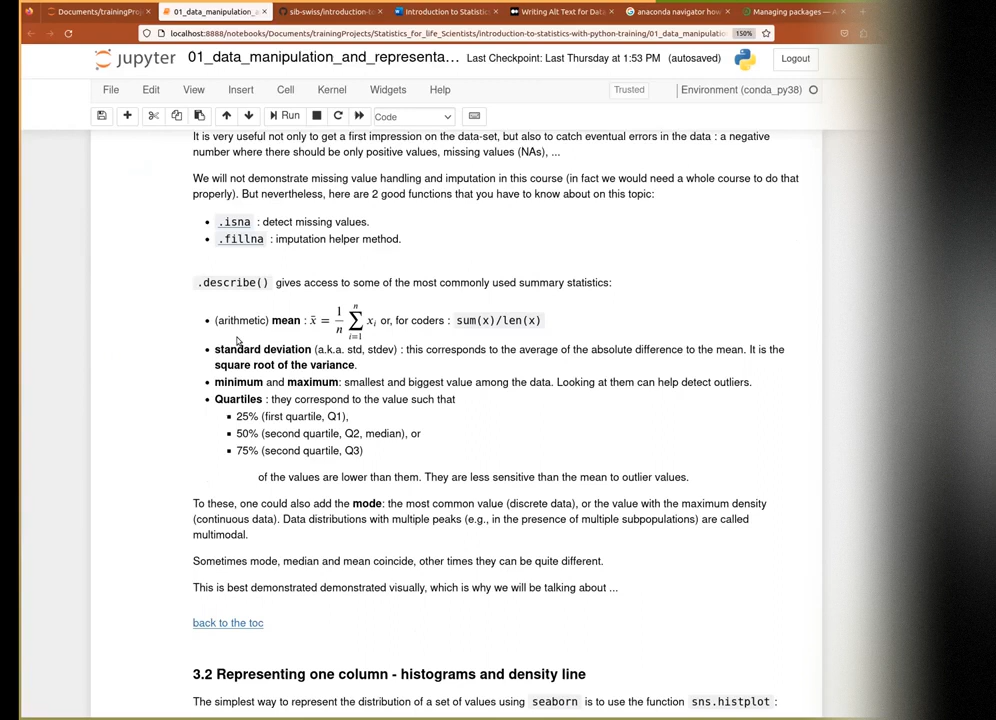 Documents/trainingProj
01_data_manipulation_a
sib-swiss/introduction-to
Introduction to Statistic
Writing Alt Text for Data
anaconda navigator how
Managing packages — A
localhost:8888/notebooks/Documents/trainingProjects/Statistics_for_life_Scientists/introduction-to-statistics-with-python-training/01_data_manipulatio
150%
jupyter 01_data_manipulation_and_representa… Last Checkpoint: Last Thursday at 1:53 PM (autosaved)
Logout
File Edit View Insert Cell Kernel Widgets Help
Trusted
Environment (conda_py38)
Run
Code
It is very useful not only to get a first impression on the data-set, but also to catch eventual errors in the data : a negative
number where there should be only positive values, missing values (NAs), ...
We will not demonstrate missing value handling and imputation in this course (in fact we would need a whole course to do that
properly). But nevertheless, here are 2 good functions that you have to know about on this topic:
• .isna : detect missing values.
• .fillna : imputation helper method.
.describe() gives access to some of the most commonly used summary statistics:
• (arithmetic) mean : x̄ = 1/n ∑ᵢ₌₁ⁿ xᵢ or, for coders : sum(x)/len(x)
• standard deviation (a.k.a. std, stdev) : this corresponds to the average of the absolute difference to the mean. It is the
square root of the variance.
• minimum and maximum: smallest and biggest value among the data. Looking at them can help detect outliers.
• Quartiles : they correspond to the value such that
▪ 25% (first quartile, Q1),
▪ 50% (second quartile, Q2, median), or
▪ 75% (second quartile, Q3)
of the values are lower than them. They are less sensitive than the mean to outlier values.
To these, one could also add the mode: the most common value (discrete data), or the value with the maximum density
(continuous data). Data distributions with multiple peaks (e.g., in the presence of multiple subpopulations) are called
multimodal.
Sometimes mode, median and mean coincide, other times they can be quite different.
This is best demonstrated demonstrated visually, which is why we will be talking about ...
back to the toc
3.2 Representing one column - histograms and density line
The simplest way to represent the distribution of a set of values using seaborn is to use the function sns.histplot :